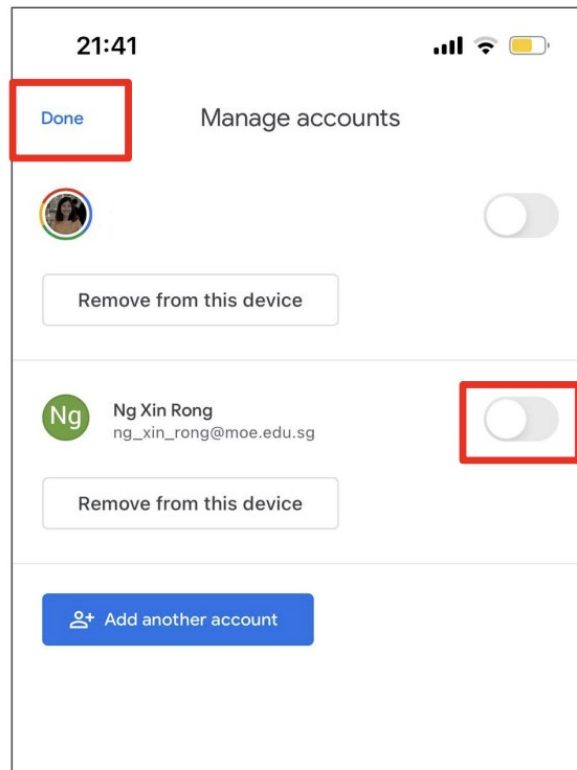 21:41
Done
Manage accounts
Remove from this device
Ng
Ng Xin Rong
ng_xin_rong@moe.edu.sg
Remove from this device
Add another account